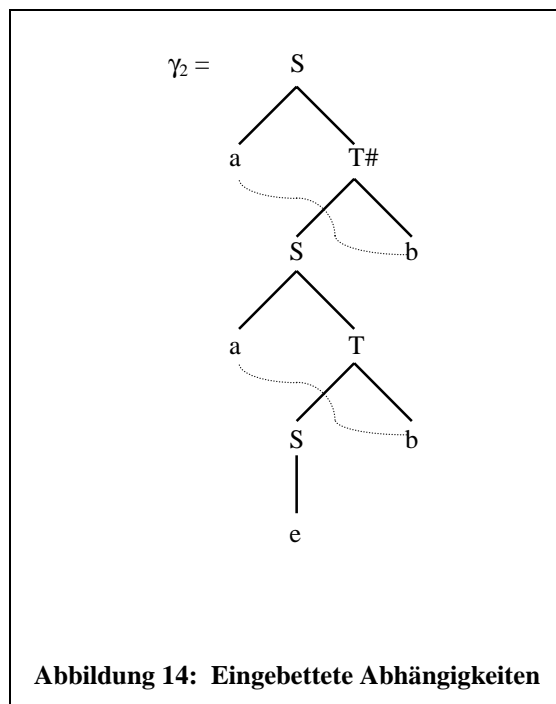 γ₂ = S
a T#
S b
a T
S b
e
Abbildung 14: Eingebettete Abhängigkeiten